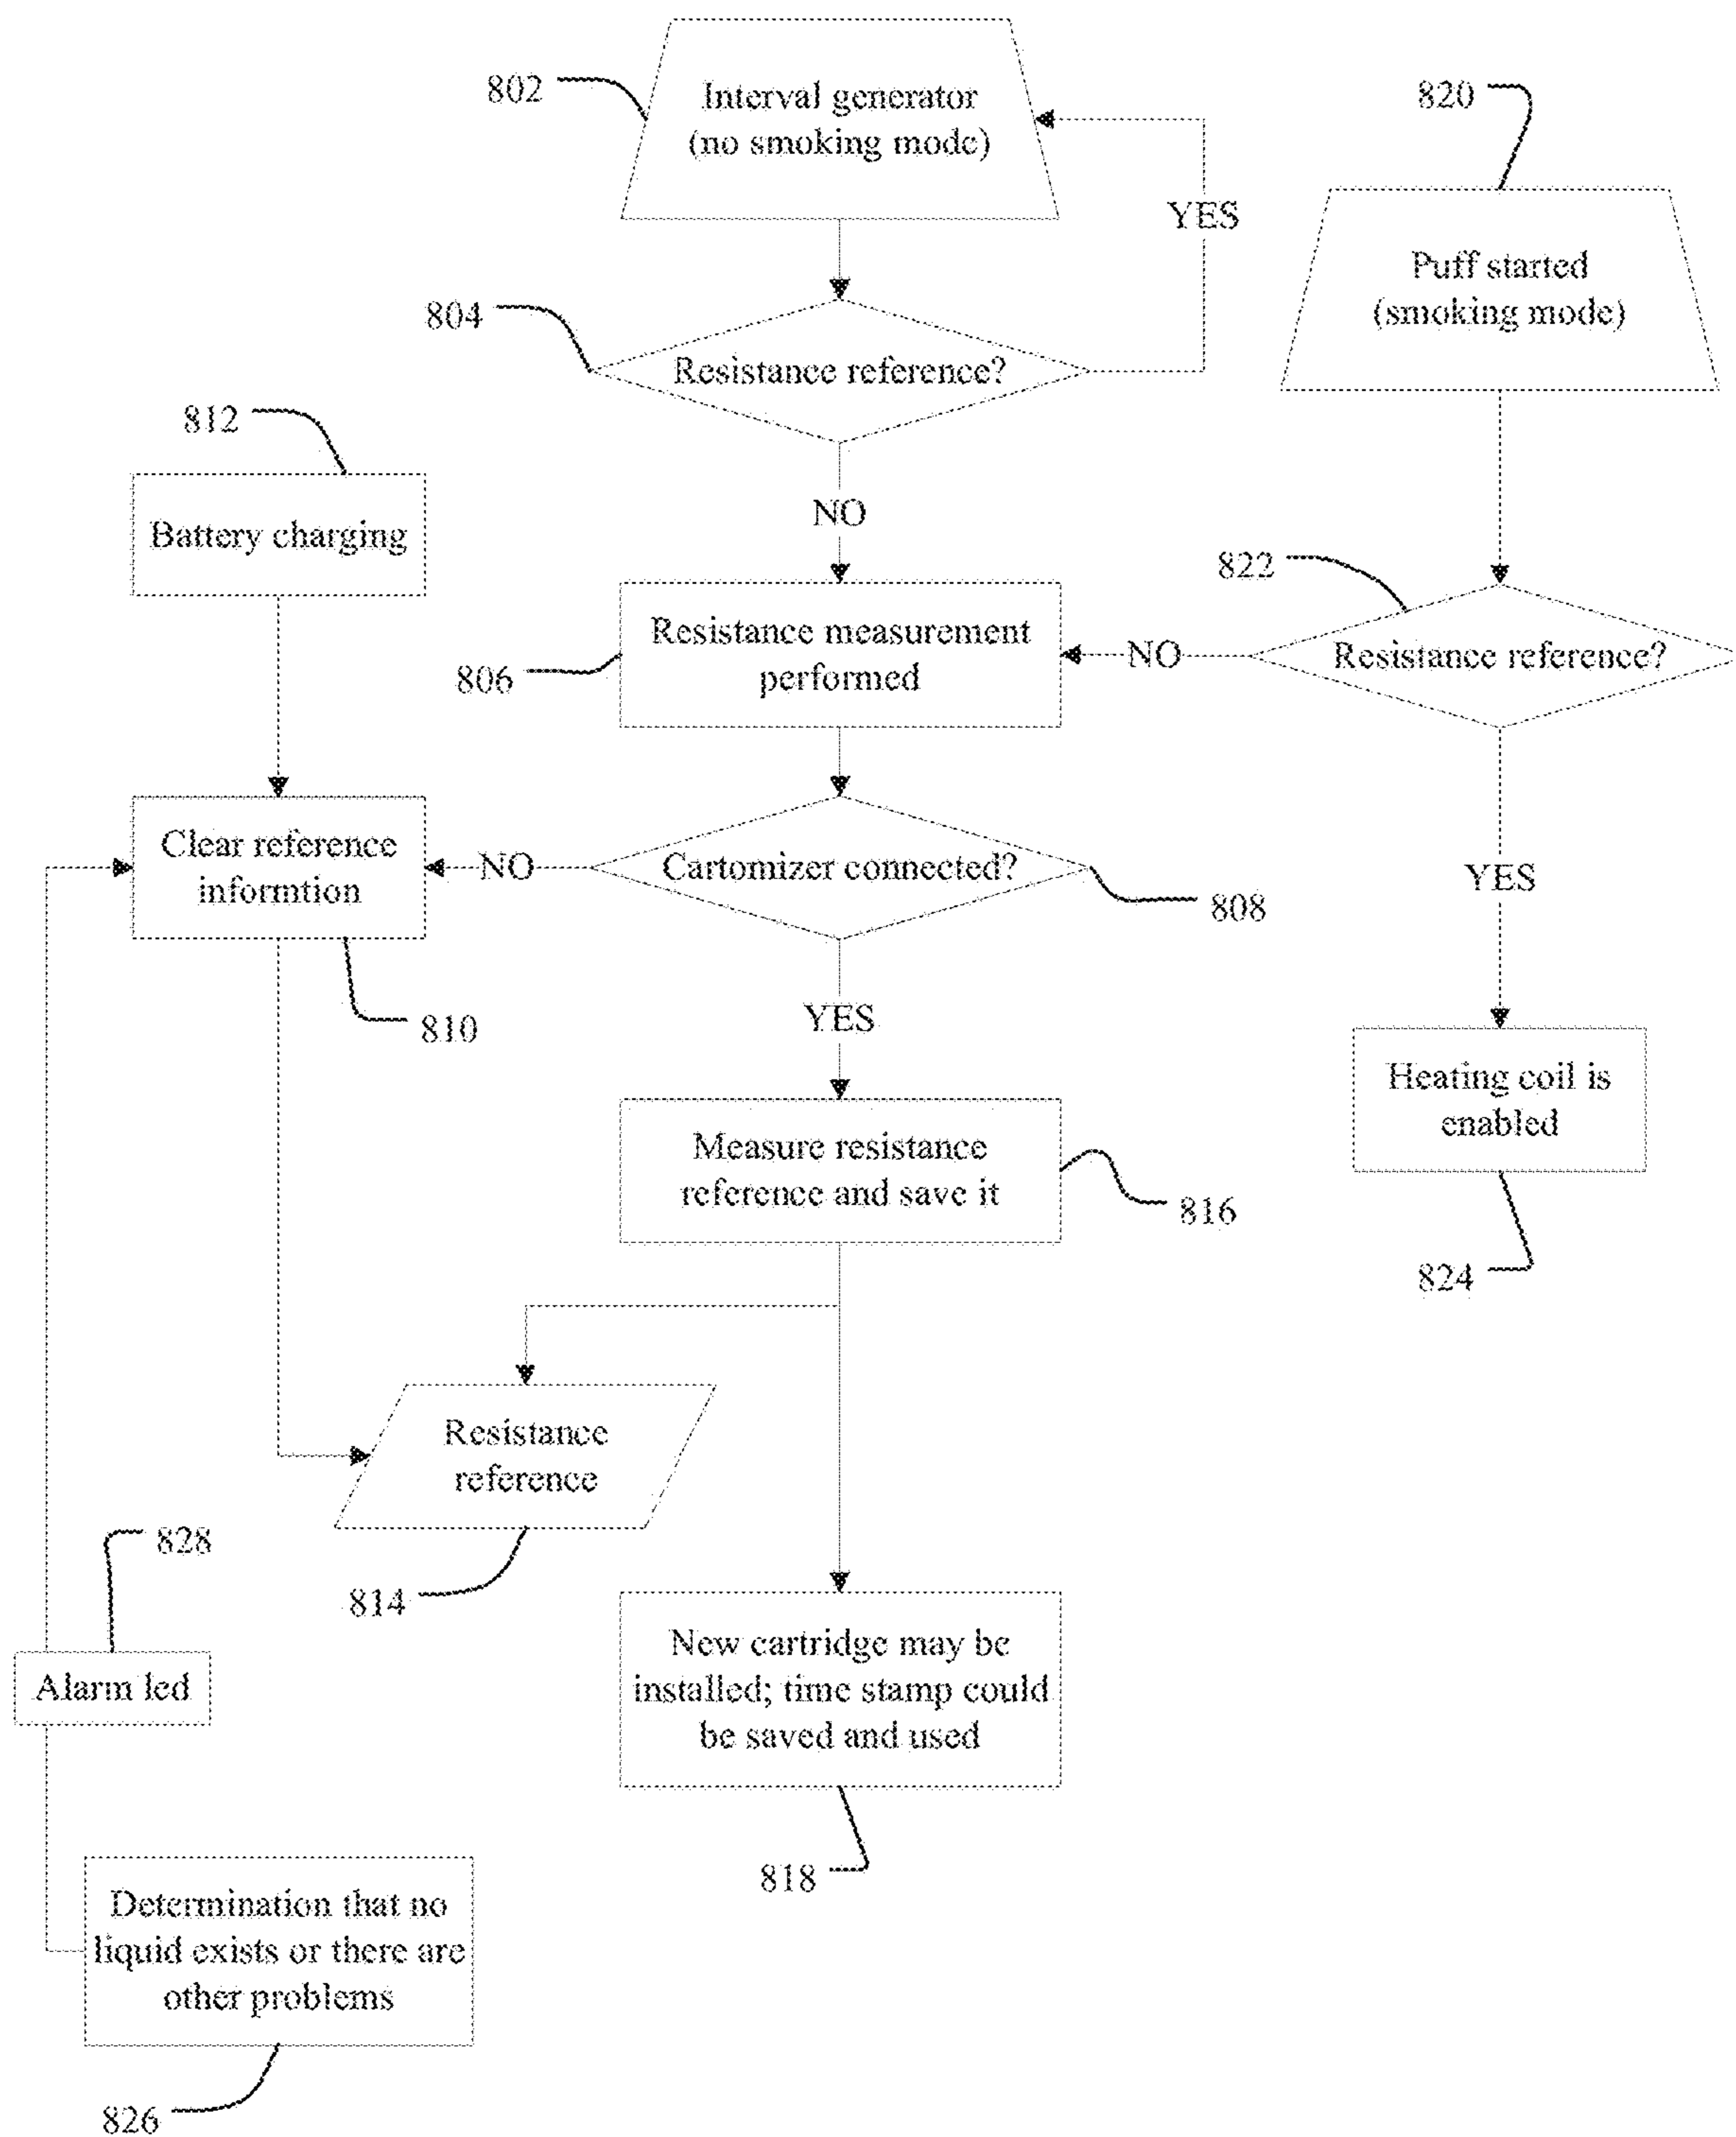 802
Interval generator
(no smoking mode)
820
YES
Puff started
(smoking mode)
804
Resistance reference?
812
Battery charging
NO
822
Resistance measurement
performed
806
NO
Resistance reference?
Clear reference
informtion
NO
Cartomizer connected?
808
YES
810
YES
Heating coil is
enabled
Measure resistance
reference and save it
816
824
Resistance
reference
828
814
Alarm led
New cartridge may be
installed; time stamp could
be saved and used
818
Determination that no
liquid exists or there are
other problems
826